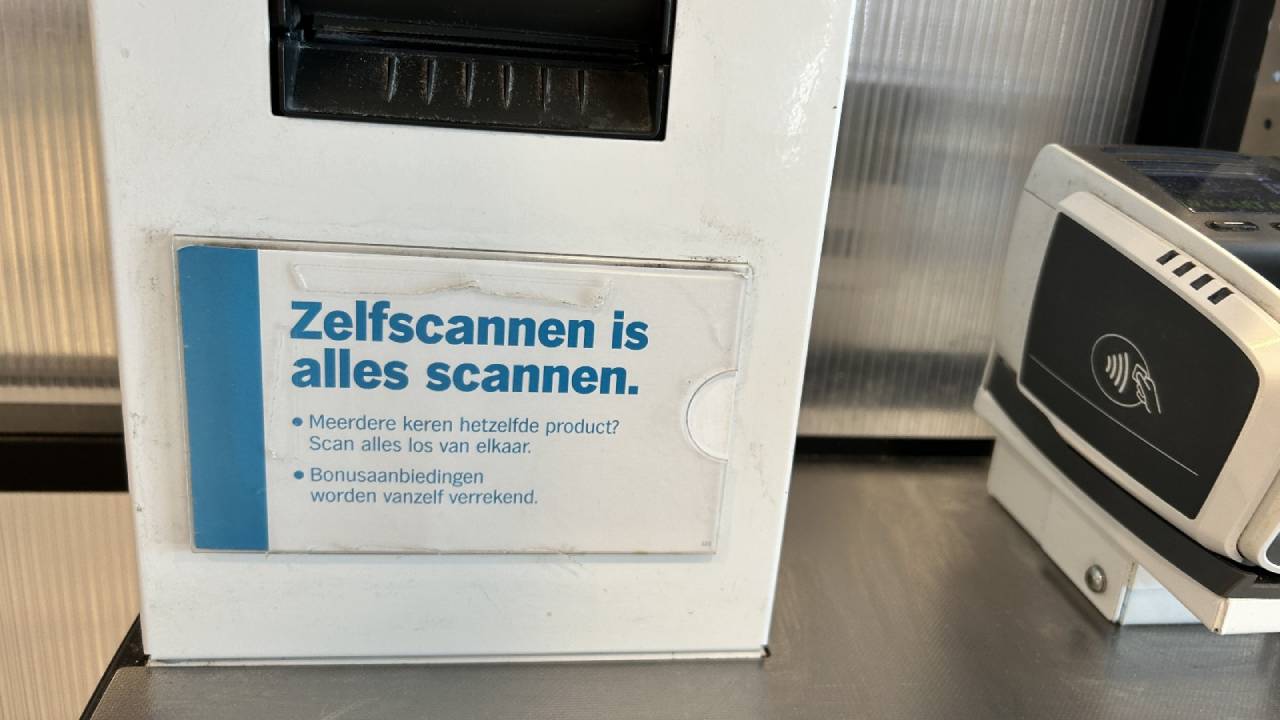 Zelfscannen is
alles scannen.
• Meerdere keren hetzelfde product?
Scan alles los van elkaar.
• Bonusaanbiedingen
worden vanzelf verrekend.